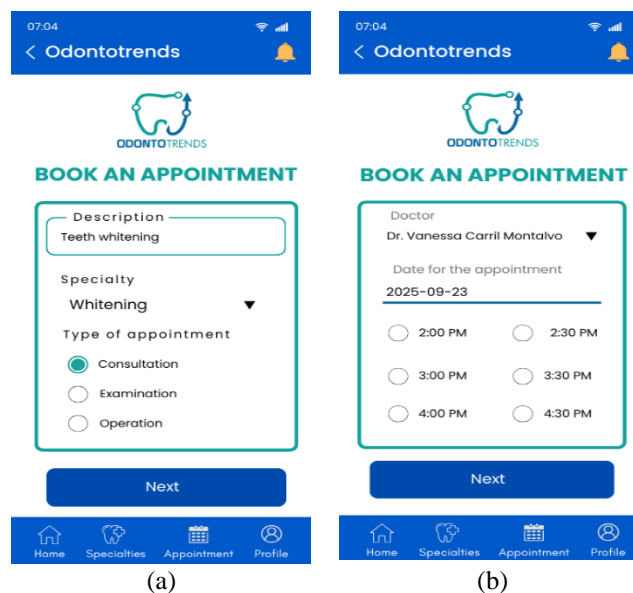 07:04
Odontotrends
ODONTOTRENDS
BOOK AN APPOINTMENT
Description
Teeth whitening
Specialty
Whitening
Type of appointment
Consultation
Examination
Operation
Next
Home Specialties Appointment Profile
(a)
07:04
Odontotrends
ODONTOTRENDS
BOOK AN APPOINTMENT
Doctor
Dr. Vanessa Carril Montalvo
Date for the appointment
2025-09-23
2:00 PM 2:30 PM
3:00 PM 3:30 PM
4:00 PM 4:30 PM
Next
Home Specialties Appointment Profile
(b)